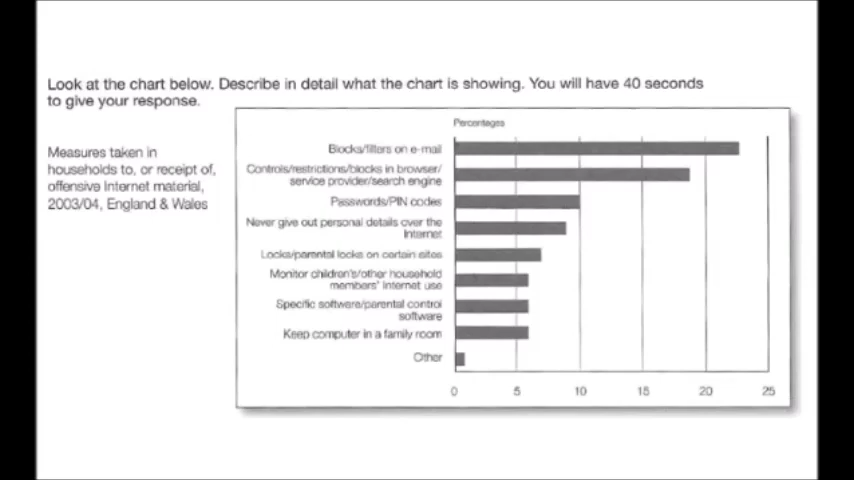 Look at the chart below. Describe in detail what the chart is showing. You will have 40 seconds
to give your response.
Measures taken in
households to, or receipt of,
offensive Internet material,
2003/04, England & Wales
Percentages
Blocks/filters on e-mail
Controls/restrictions/blocks in browser/
service provider/search engine
Passwords/PIN codes
Never give out personal details over the
Internet
Locks/parental locks on certain sites
Monitor children's/other household
members' Internet use
Specific software/parental control
software
Keep computer in a family room
Other
0 5 10 15 20 25